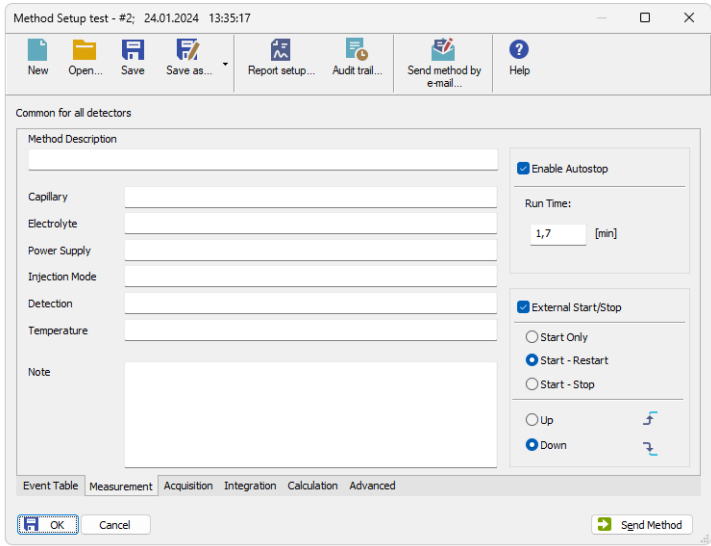 Method Setup test - #2; 24.01.2024 13:35:17
New Open... Save Save as... Report setup... Audit trail... Send method by e-mail... Help
Common for all detectors
Method Description
Enable Autostop
Capillary
Run Time:
Electrolyte
1,7 [min]
Power Supply
Injection Mode
Detection
External Start/Stop
Temperature
Start Only
Start - Restart
Note
Start - Stop
Up
Down
Event Table Measurement Acquisition Integration Calculation Advanced
OK Cancel Send Method